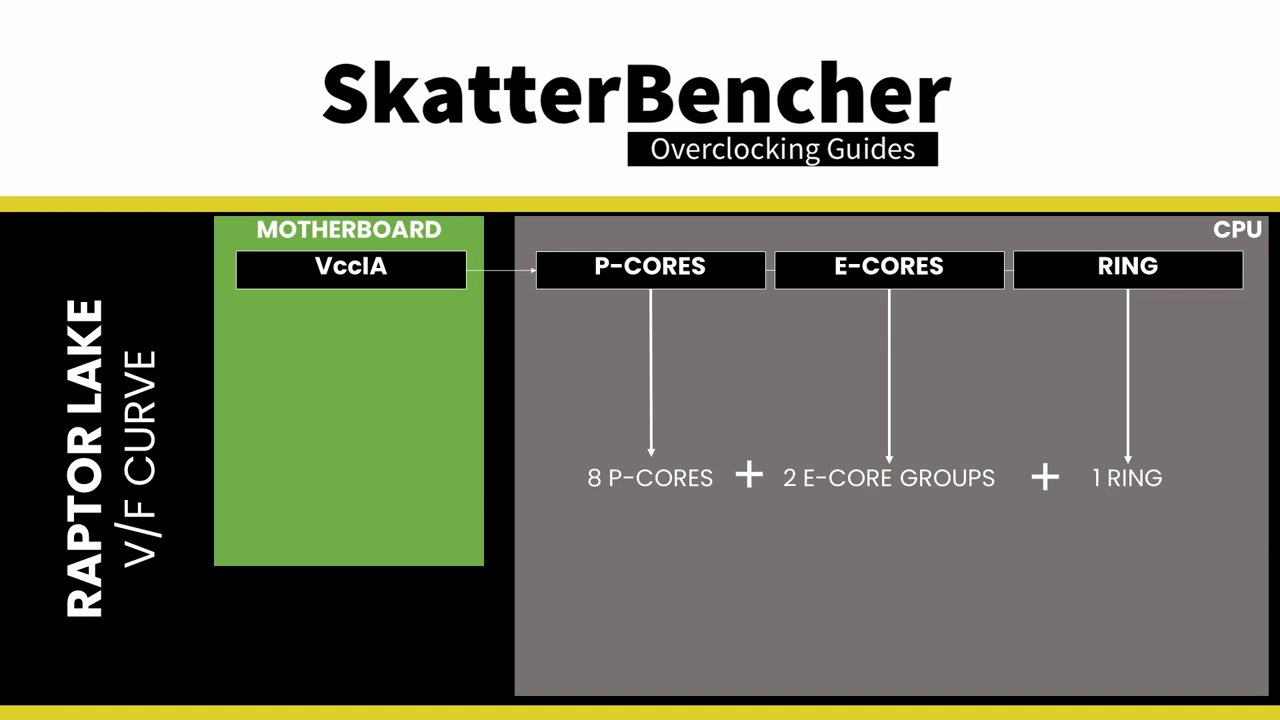 SkatterBencher
Overclocking Guides
RAPTOR LAKE
V/F CURVE
MOTHERBOARD
VccIA
CPU
P-CORES
E-CORES
RING
8 P-CORES + 2 E-CORE GROUPS + 1 RING